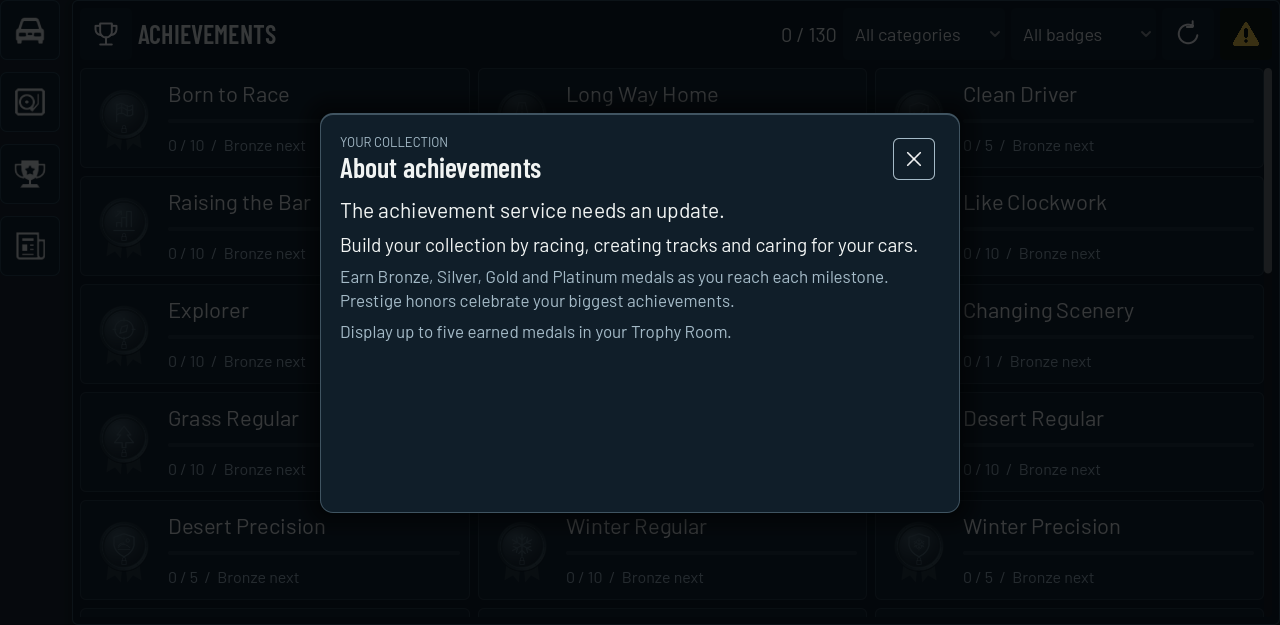 ACHIEVEMENTS
0 / 130
All categories
All badges
Born to Race
0 / 10 / Bronze next
Long Way Home
Clean Driver
0 / 5 / Bronze next
YOUR COLLECTION
About achievements
The achievement service needs an update.
Build your collection by racing, creating tracks and caring for your cars.
Earn Bronze, Silver, Gold and Platinum medals as you reach each milestone.
Prestige honors celebrate your biggest achievements.
Display up to five earned medals in your Trophy Room.
Raising the Bar
0 / 10 / Bronze next
Like Clockwork
0 / 10 / Bronze next
Explorer
0 / 10 / Bronze next
Changing Scenery
0 / 1 / Bronze next
Grass Regular
0 / 10 / Bronze next
Desert Regular
0 / 10 / Bronze next
Desert Precision
0 / 5 / Bronze next
Winter Regular
0 / 10 / Bronze next
Winter Precision
0 / 5 / Bronze next